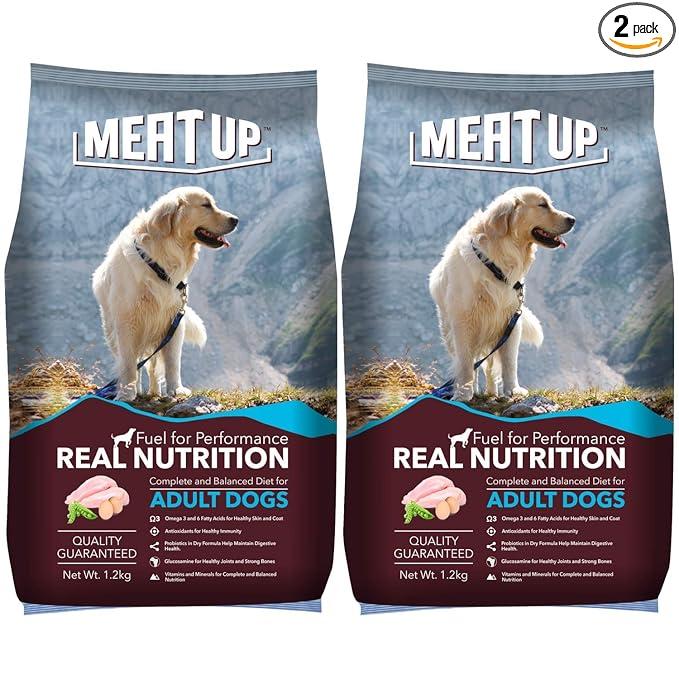 2 pack
MEAT UP™
Fuel for Performance
REAL NUTRITION
Complete and Balanced Diet for
ADULT DOGS
Ω3 Omega 3 and 6 Fatty Acids for Healthy Skin and Coat
Antioxidants for Healthy Immunity
Probiotics in Dry Formula Help Maintain Digestive
Health.
Glucosamine for Healthy Joints and Strong Bones
Vitamins and Minerals for Complete and Balanced
Nutrition
QUALITY
GUARANTEED
Net Wt. 1.2kg
MEAT UP™
Fuel for Performance
REAL NUTRITION
Complete and Balanced Diet for
ADULT DOGS
Ω3 Omega 3 and 6 Fatty Acids for Healthy Skin and Coat
Antioxidants for Healthy Immunity
Probiotics in Dry Formula Help Maintain Digestive
Health.
Glucosamine for Healthy Joints and Strong Bones
Vitamins and Minerals for Complete and Balanced
Nutrition
QUALITY
GUARANTEED
Net Wt. 1.2kg